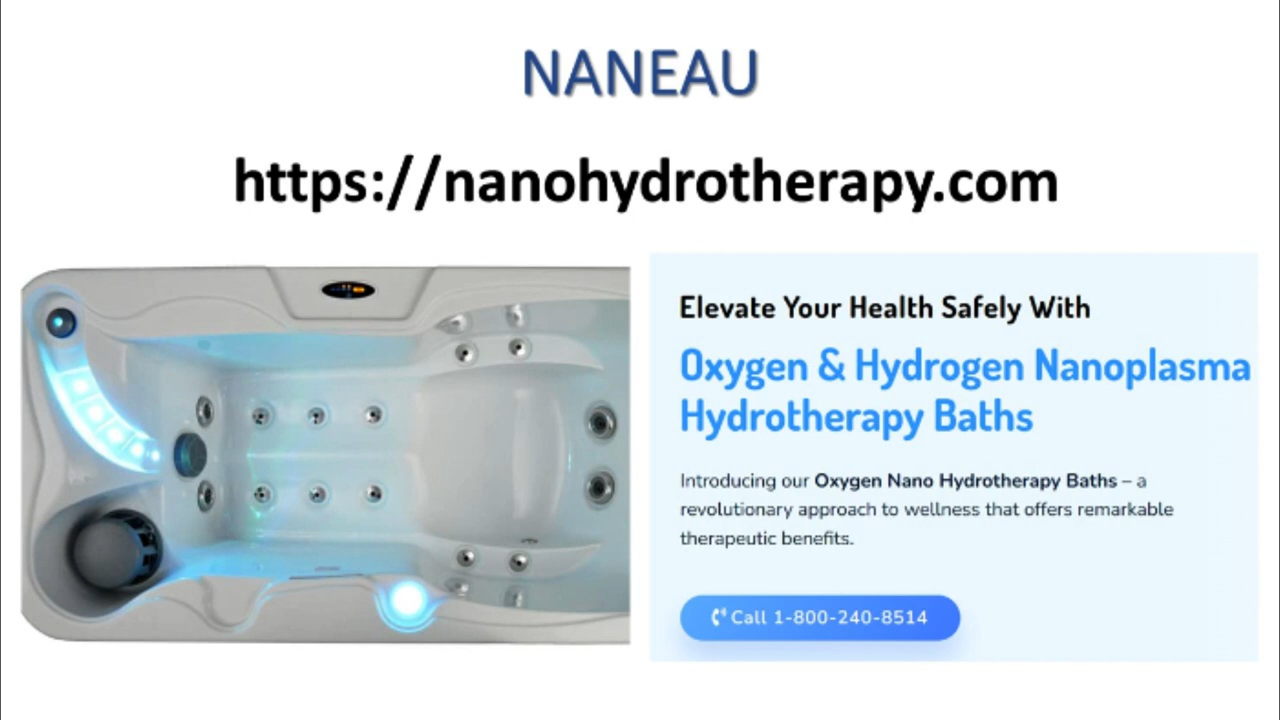 NANEAU
https://nanohydrotherapy.com
Elevate Your Health Safely With
Oxygen & Hydrogen Nanoplasma
Hydrotherapy Baths
Introducing our Oxygen Nano Hydrotherapy Baths – a
revolutionary approach to wellness that offers remarkable
therapeutic benefits.
Call 1-800-240-8514